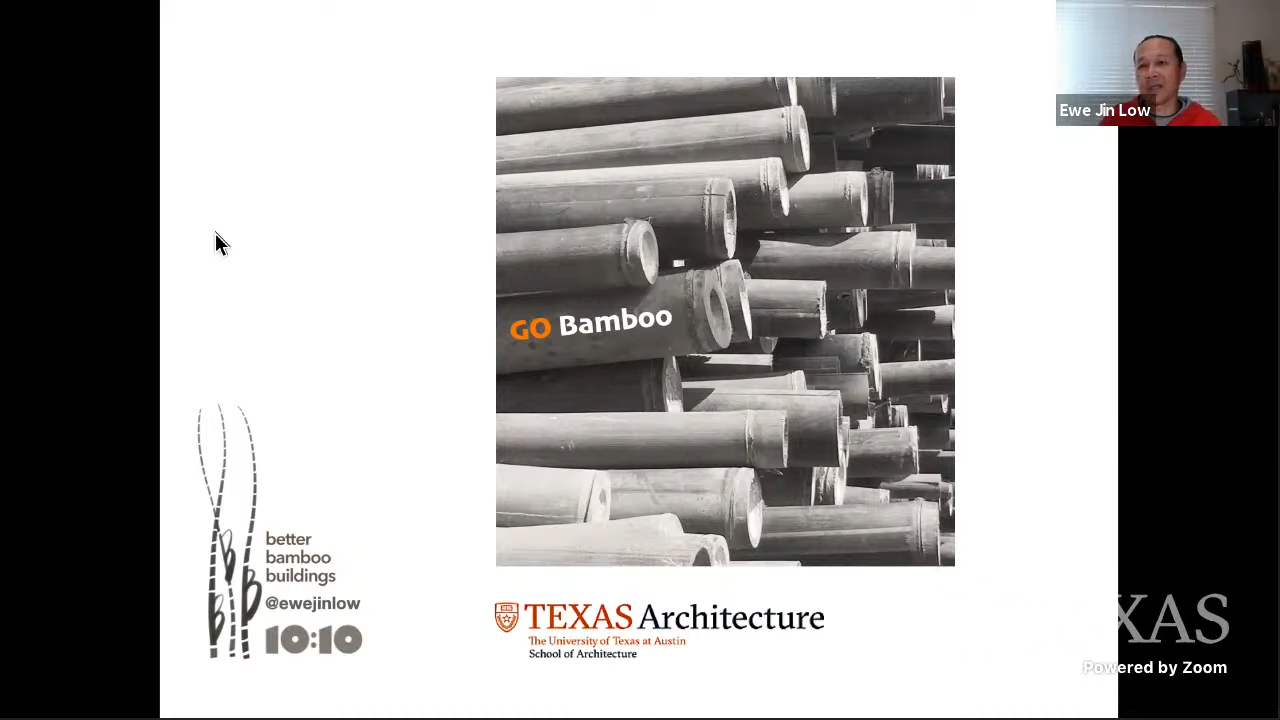 Ewe Jin Low
GO Bamboo
better
bamboo
buildings
@ewejinlow
10:10
TEXAS Architecture
The University of Texas at Austin
School of Architecture
XAS
Powered by Zoom